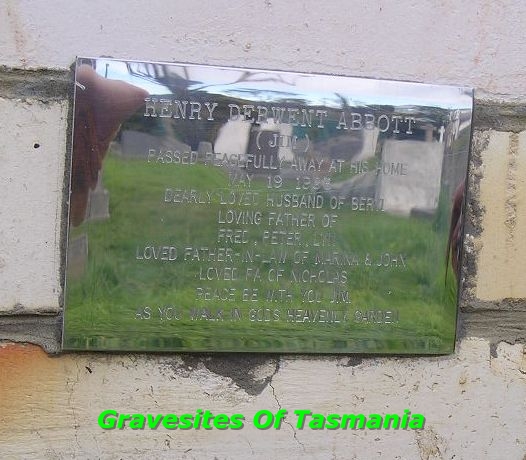 HENRY DERWENT ABBOTT
( JIM )
PASSED PEACEFULLY AWAY AT HIS HOME
MAY 19
DEARLY LOVED HUSBAND OF
LOVING FATHER OF
FRED , PETER , LYN
LOVED FATHER-IN-LAW OF MARINA & JOHN
LOVED PA OF NICHOLAS
PEACE BE WITH YOU JIM,
AS YOU WALK IN GODS HEAVENLY GARDEN
Gravesites Of Tasmania